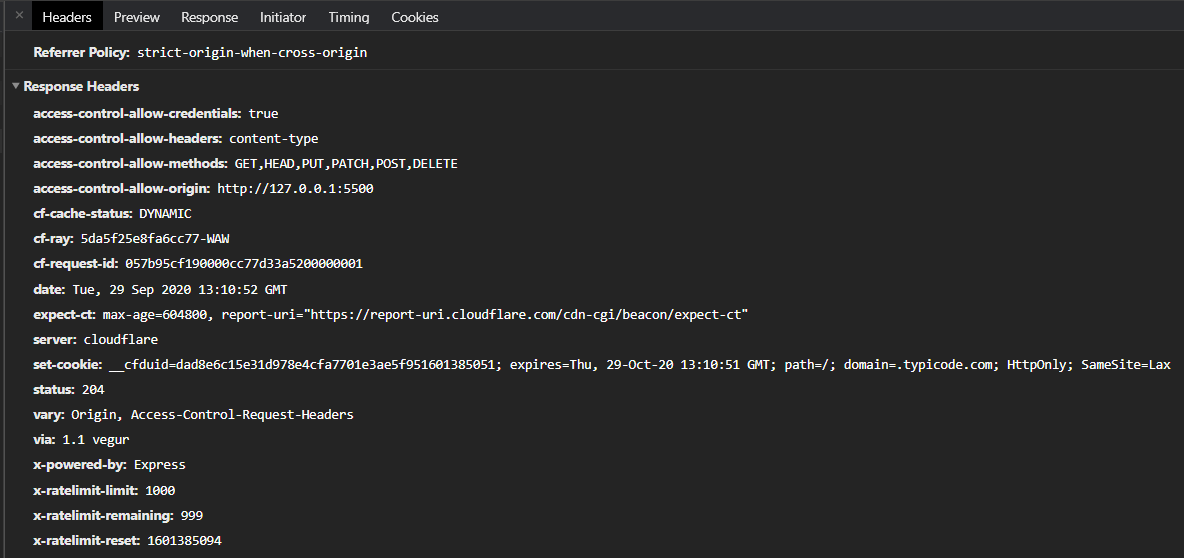 × Headers Preview Response Initiator Timing Cookies
Referrer Policy: strict-origin-when-cross-origin
Response Headers
access-control-allow-credentials: true
access-control-allow-headers: content-type
access-control-allow-methods: GET,HEAD,PUT,PATCH,POST,DELETE
access-control-allow-origin: http://127.0.0.1:5500
cf-cache-status: DYNAMIC
cf-ray: 5da5f25e8fa6cc77-WAW
cf-request-id: 057b95cf190000cc77d33a5200000001
date: Tue, 29 Sep 2020 13:10:52 GMT
expect-ct: max-age=604800, report-uri="https://report-uri.cloudflare.com/cdn-cgi/beacon/expect-ct"
server: cloudflare
set-cookie: __cfduid=dad8e6c15e31d978e4cfa7701e3ae5f951601385051; expires=Thu, 29-Oct-20 13:10:51 GMT; path=/; domain=.typicode.com; HttpOnly; SameSite=Lax
status: 204
vary: Origin, Access-Control-Request-Headers
via: 1.1 vegur
x-powered-by: Express
x-ratelimit-limit: 1000
x-ratelimit-remaining: 999
x-ratelimit-reset: 1601385094